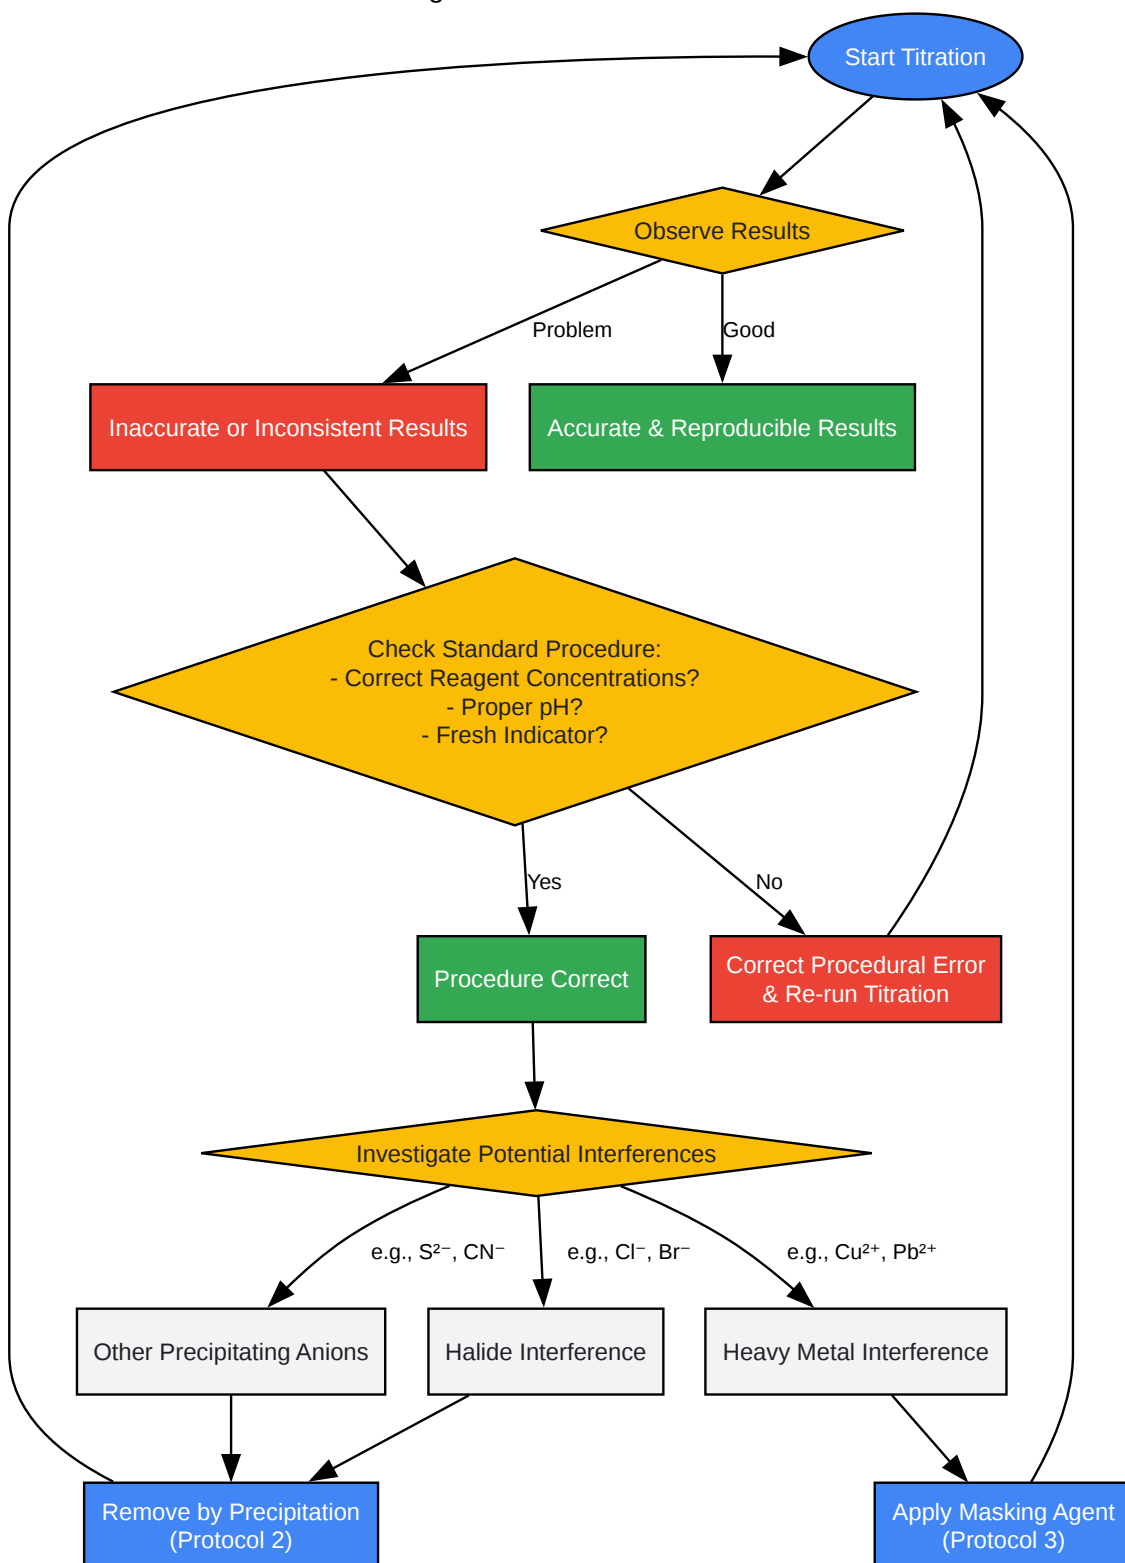 Start Titration
Observe Results
Problem
Good
Inaccurate or Inconsistent Results
Accurate & Reproducible Results
Check Standard Procedure:
- Correct Reagent Concentrations?
- Proper pH?
- Fresh Indicator?
Yes
No
Procedure Correct
Correct Procedural Error
& Re-run Titration
Investigate Potential Interferences
e.g., S²⁻, CN⁻
e.g., Cl⁻, Br⁻
e.g., Cu²⁺, Pb²⁺
Other Precipitating Anions
Halide Interference
Heavy Metal Interference
Remove by Precipitation
(Protocol 2)
Apply Masking Agent
(Protocol 3)